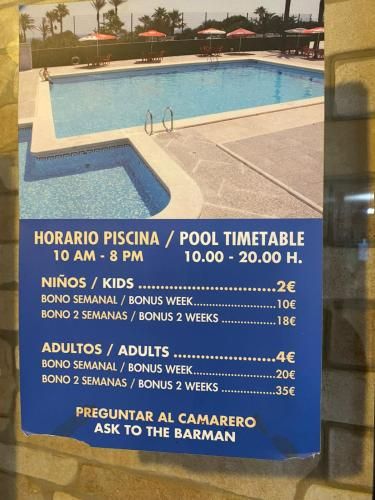 HORARIO PISCINA / POOL TIMETABLE
10 AM - 8 PM 10.00 - 20.00 H.
NIÑOS / KIDS ..............................2€
BONO SEMANAL / BONUS WEEK.....................10€
BONO 2 SEMANAS / BONUS 2 WEEKS ...............18€
ADULTOS / ADULTS ........................4€
BONO SEMANAL / BONUS WEEK.....................20€
BONO 2 SEMANAS / BONUS 2 WEEKS ...............35€
PREGUNTAR AL CAMARERO
ASK TO THE BARMAN